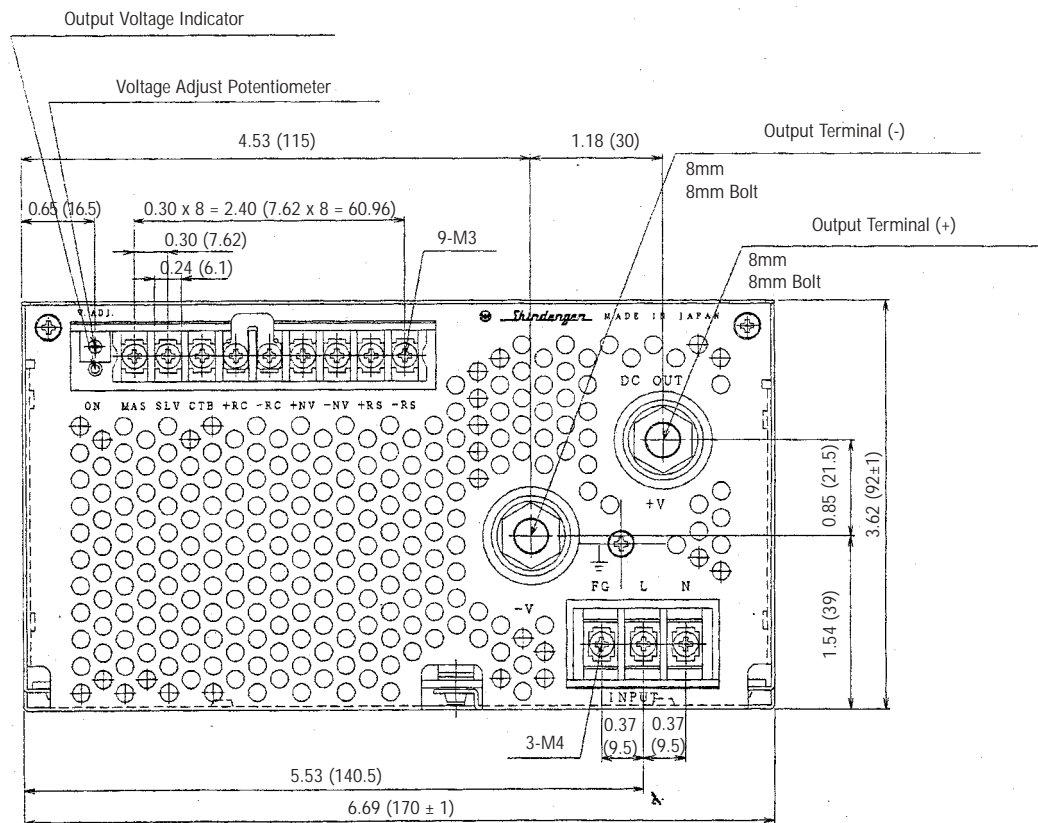 Output Voltage Indicator
Voltage Adjust Potentiometer
4.53 (115)
1.18 (30)
Output Terminal (-)
8mm
8mm Bolt
0.65 (16.5)
0.30 x 8 = 2.40 (7.62 x 8 = 60.96)
Output Terminal (+)
0.30 (7.62)
9-M3
8mm
0.24 (6.1)
8mm Bolt
V.ADJ.
Shindengen MADE IN JAPAN
DC OUT
ON MAS SLV CTB +RC -RC +NV -NV +RS -RS
+V
0.85 (21.5)
3.62 (92±1)
FG L N
-V
1.54 (39)
INPUT
3-M4
0.37
(9.5)
0.37
(9.5)
5.53 (140.5)
6.69 (170 ± 1)